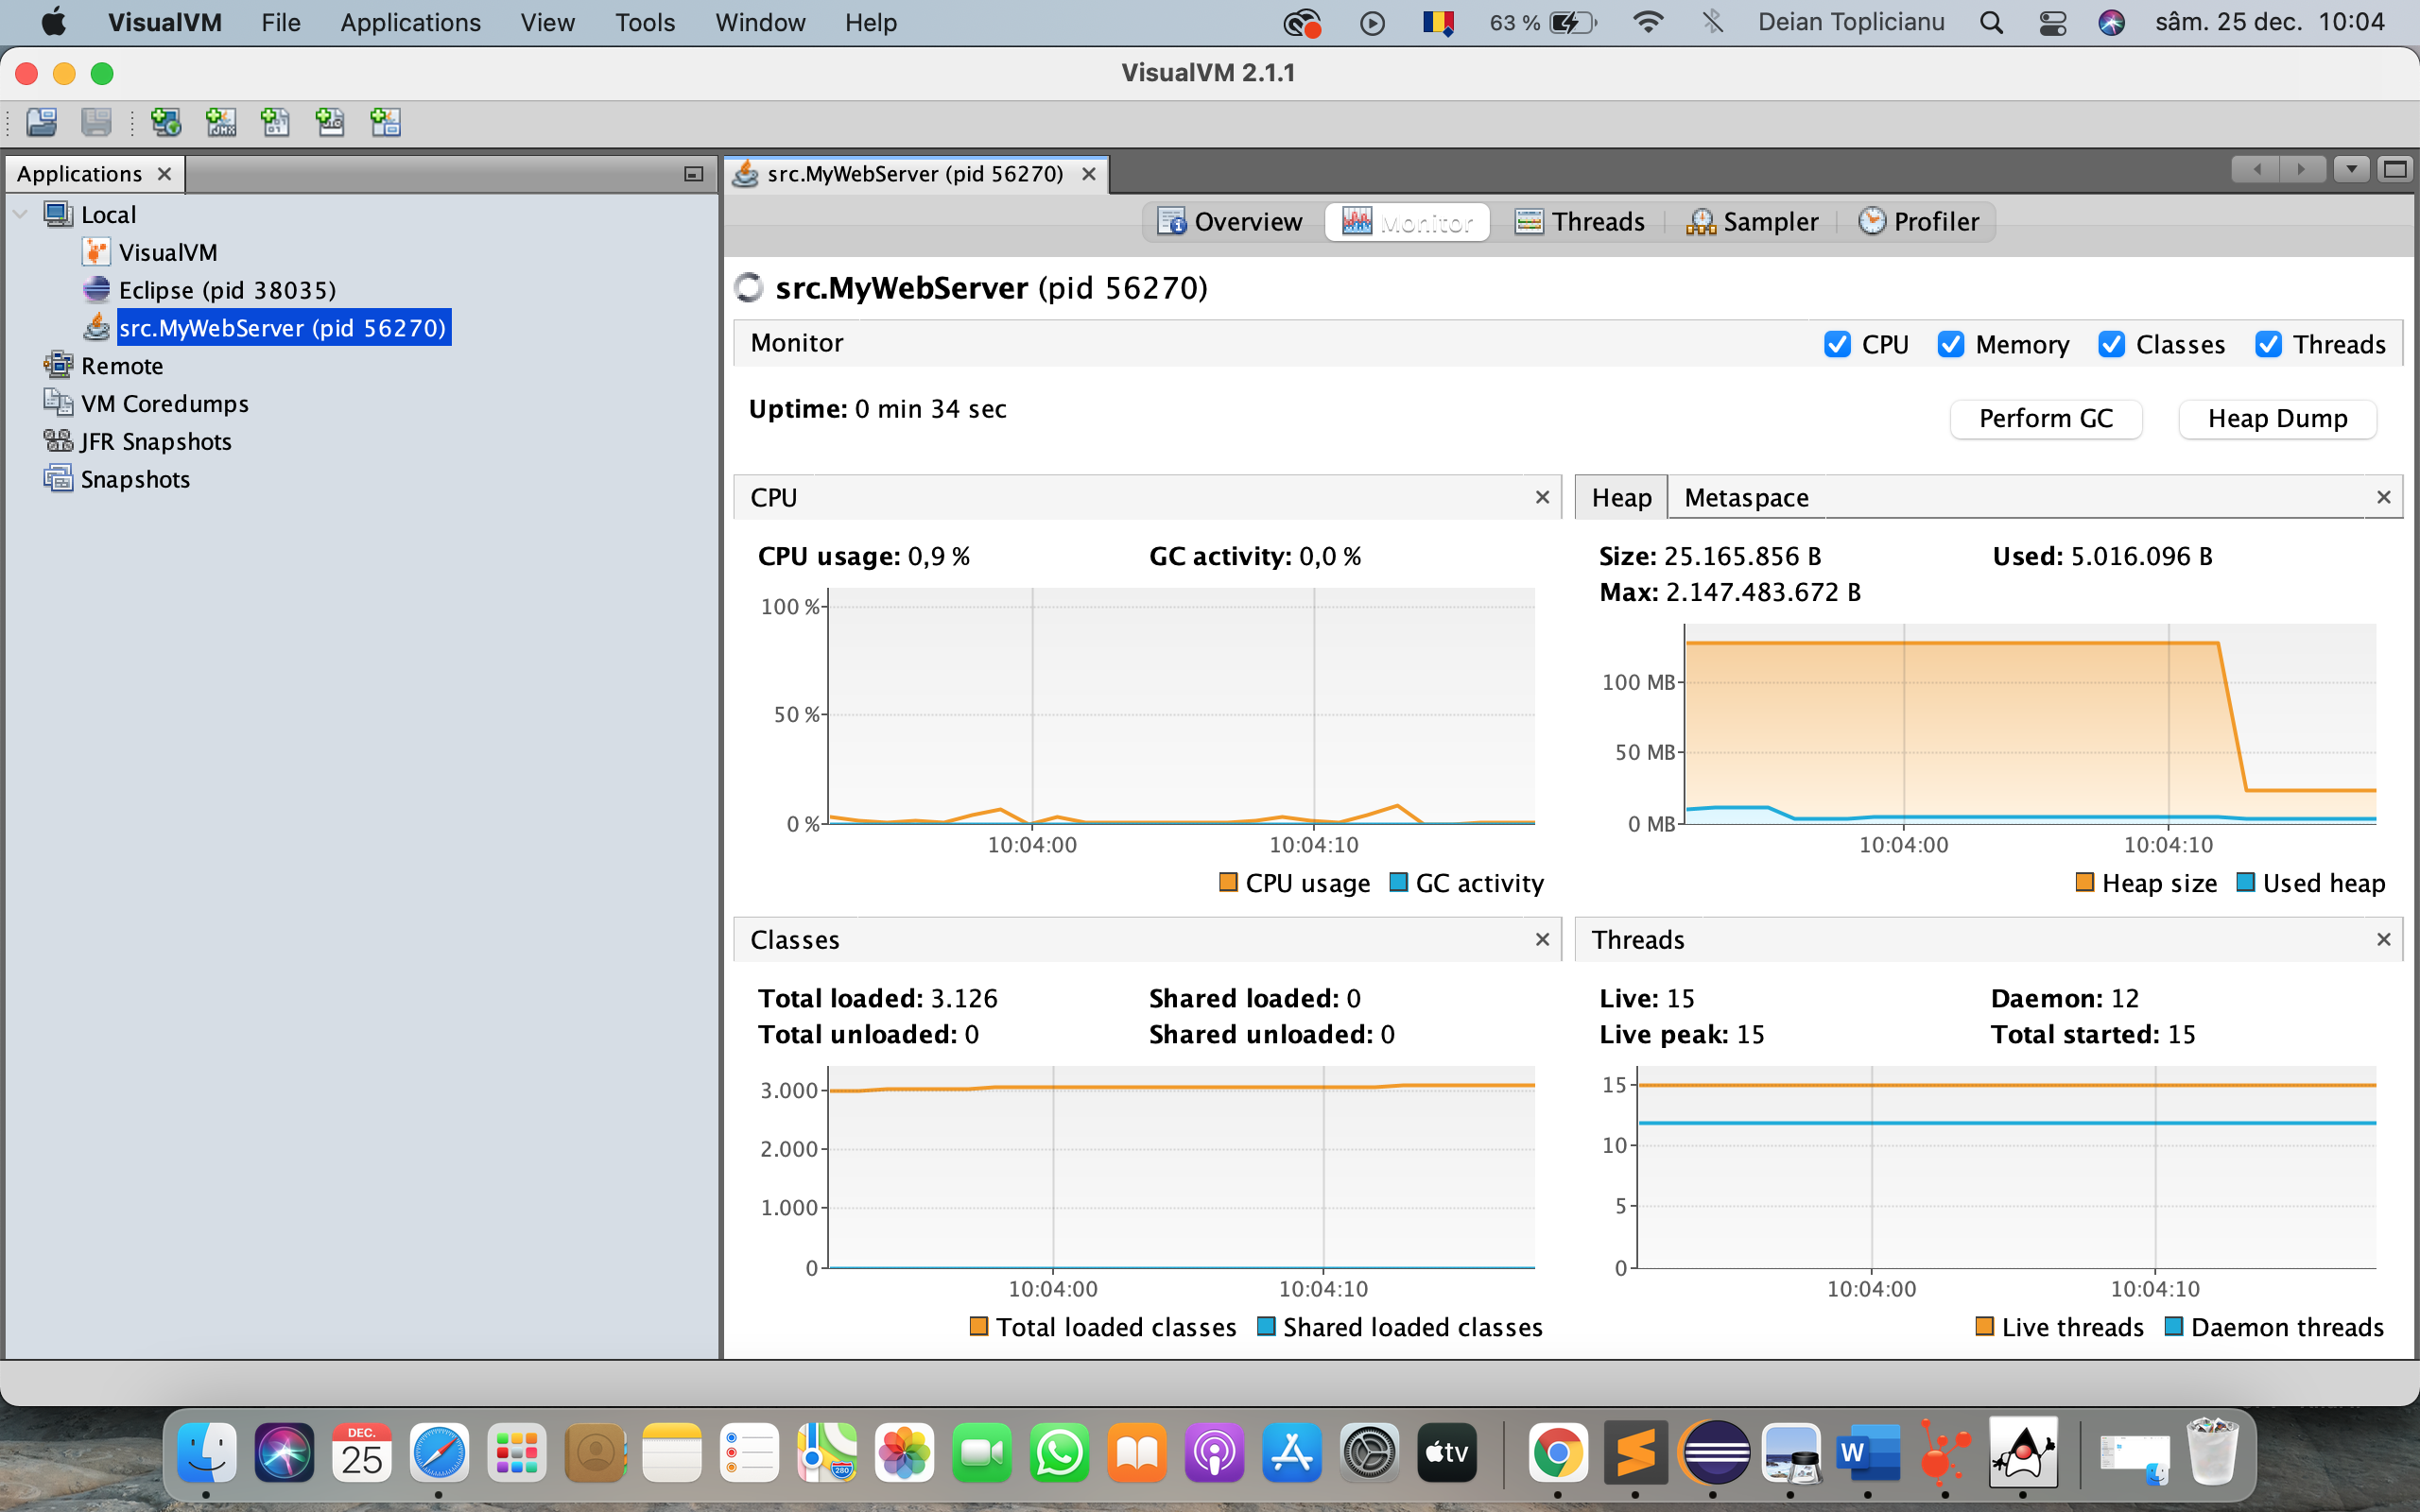 VisualVM File Applications View Tools Window Help 63 % Deian Toplicianu sâm. 25 dec. 10:04
VisualVM 2.1.1
Applications
Local
VisualVM
Eclipse (pid 38035)
src.MyWebServer (pid 56270)
Remote
VM Coredumps
JFR Snapshots
Snapshots
src.MyWebServer (pid 56270)
Overview Monitor Threads Sampler Profiler
src.MyWebServer (pid 56270)
Monitor CPU Memory Classes Threads
Uptime: 0 min 34 sec
Perform GC Heap Dump
CPU
CPU usage: 0,9 % GC activity: 0,0 %
100 %
50 %
0 %
10:04:00 10:04:10
CPU usage GC activity
Heap Metaspace
Size: 25.165.856 B Used: 5.016.096 B
Max: 2.147.483.672 B
100 MB
50 MB
0 MB
10:04:00 10:04:10
Heap size Used heap
Classes
Total loaded: 3.126 Shared loaded: 0
Total unloaded: 0 Shared unloaded: 0
3.000
2.000
1.000
0
10:04:00 10:04:10
Total loaded classes Shared loaded classes
Threads
Live: 15 Daemon: 12
Live peak: 15 Total started: 15
15
10
5
0
10:04:00 10:04:10
Live threads Daemon threads
DEC.
25
280
tv
W